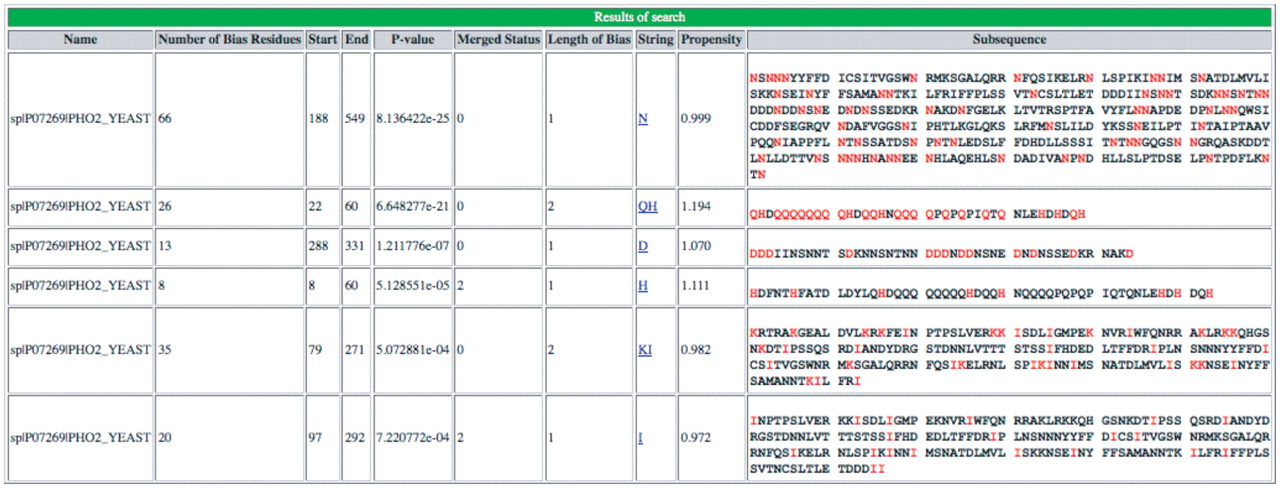 Results of search
Name Number of Bias Residues Start End P-value Merged Status Length of Bias String Propensity Subsequence
NSNNNYYFFD ICSITVGSWN RMKSGALQRR NFQSIKELRN LSPIKINNIM SNATDLMVLI
SKKNSEINYF FSAMANNTKI LFRIFFPLSS VTNCSLTLET DDDIINSNNT SDKNNSNTNN
DDDNDDNSNE DNDNSSEDKR NAKDNFGELK LTVTRSPTFA VYFLNNAPDE DPNLNNQWSI
sp|P07269|PHO2_YEAST 66 188 549 8.136422e-25 0 1 N 0.999 CDDFSEGRQV NDAFVGGSNI PHTLKGLQKS LRFMNSLILD YKSSNEILPT INTAIPTAAV
PQQNIAPPFL NTNSSATDSN PNTNLEDSLF FDHDLLSSSI TNTNNGQGSN NGRQASKDDT
LNLLDTTVNS NNNHNANNEE NHLAQEHLSN DADIVANPND HLLSLPTDSE LPNTPDFLKN
TN
sp|P07269|PHO2_YEAST 26 22 60 6.648277e-21 0 2 QH 1.194 QHDQQQQQQQ QHDQQHNQQQ QPQPQPIQTQ NLEHDHDQH
sp|P07269|PHO2_YEAST 13 288 331 1.211776e-07 0 1 D 1.070 DDDIINSNNT SDKNNSNTNN DDDNDDNSNE DNDNSSEDKR NAKD
sp|P07269|PHO2_YEAST 8 8 60 5.128551e-05 2 1 H 1.111 HDFNTHFATD LDYLQHDQQQ QQQQQHDQQH NQQQQPQPQP IQTQNLEHDH DQH
KRTRAKGEAL DVLKRKFEIN PTPSLVERKK ISDLIGMPEK NVRIWFQNRR AKLRKKQHGS
NKDTIPSSQS RDIANDYDRG STDNNLVTTT STSSIFHDED LTFFDRIPLN SNNNYYFFDI
sp|P07269|PHO2_YEAST 35 79 271 5.072881e-04 0 2 KI 0.982 CSITVGSWNR MKSGALQRRN FQSIKELRNL SPIKINNIMS NATDLMVLIS KKNSEINYFF
SAMANNTKIL FRI
INPTPSLVER KKISDLIGMP EKNVRIWFQN RRAKLRKKQH GSNKDTIPSS QSRDIANDYD
RGSTDNNLVT TTSTSSIFHD EDLTFFDRIP LNSNNNYYFF DICSITVGSW NRMKSGALQR
sp|P07269|PHO2_YEAST 20 97 292 7.220772e-04 2 1 I 0.972 RNFQSIKELR NLSPIKINNI MSNATDLMVL ISKKNSEINY FFSAMANNTK ILFRIFFPLS
SVTNCSLTLE TDDDII